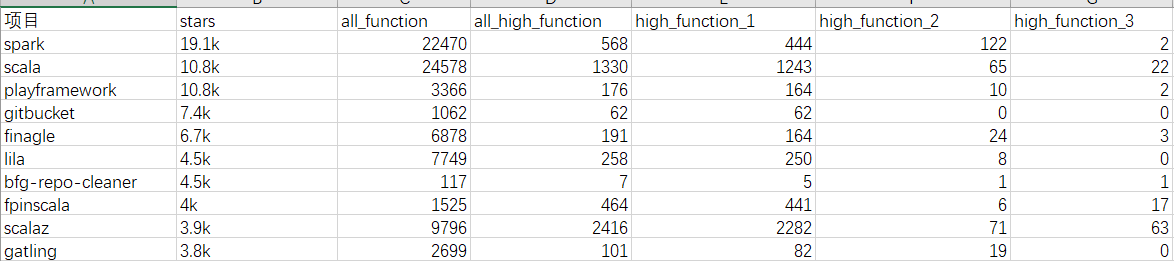 项目 stars all_function all_high_function high_function_1 high_function_2 high_function_3
spark 19.1k 22470 568 444 122 2
scala 10.8k 24578 1330 1243 65 22
playframework 10.8k 3366 176 164 10 2
gitbucket 7.4k 1062 62 62 0 0
finagle 6.7k 6878 191 164 24 3
lila 4.5k 7749 258 250 8 0
bfg-repo-cleaner 4.5k 117 7 5 1 1
fpinscala 4k 1525 464 441 6 17
scalaz 3.9k 9796 2416 2282 71 63
gatling 3.8k 2699 101 82 19 0